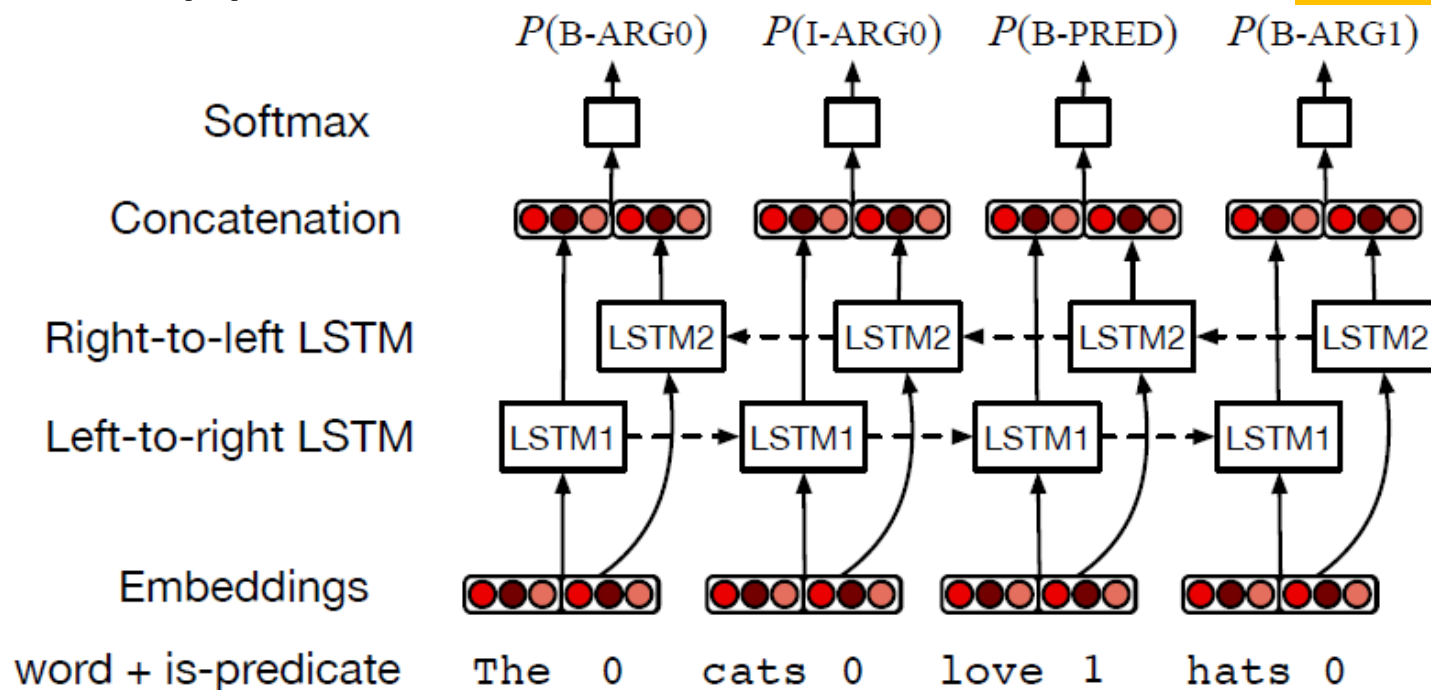 P(B-ARG0) P(I-ARG0) P(B-PRED) P(B-ARG1)
Softmax
Concatenation
Right-to-left LSTM LSTM2 LSTM2 LSTM2 LSTM2
Left-to-right LSTM LSTM1 LSTM1 LSTM1 LSTM1
Embeddings
word + is-predicate The 0 cats 0 love 1 hats 0